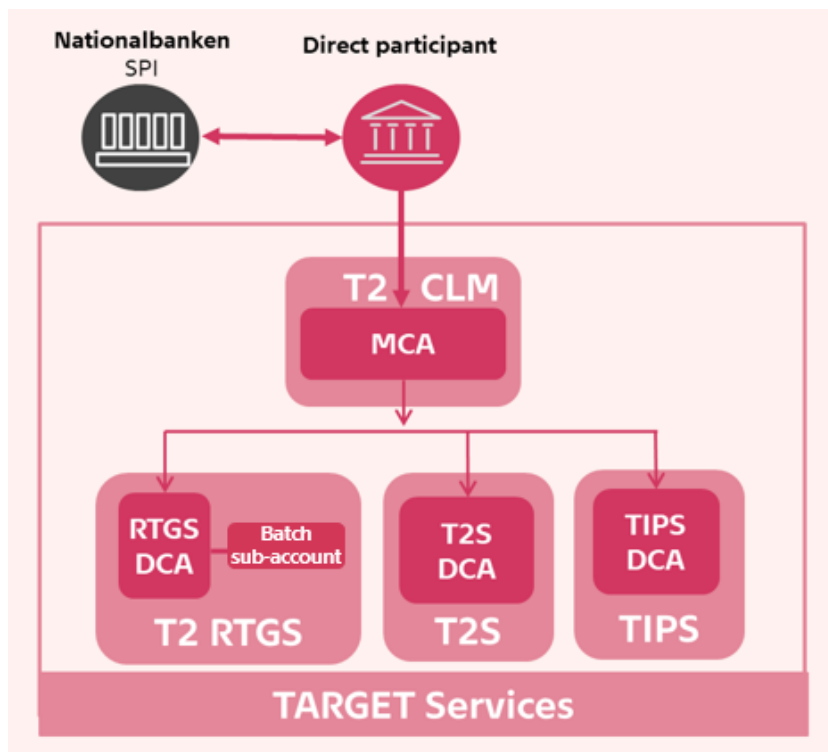 Nationalbanken
SPI
Direct participant
T2 CLM
MCA
RTGS
DCA
Batch
sub-account
T2 RTGS
T2S
DCA
T2S
TIPS
DCA
TIPS
TARGET Services